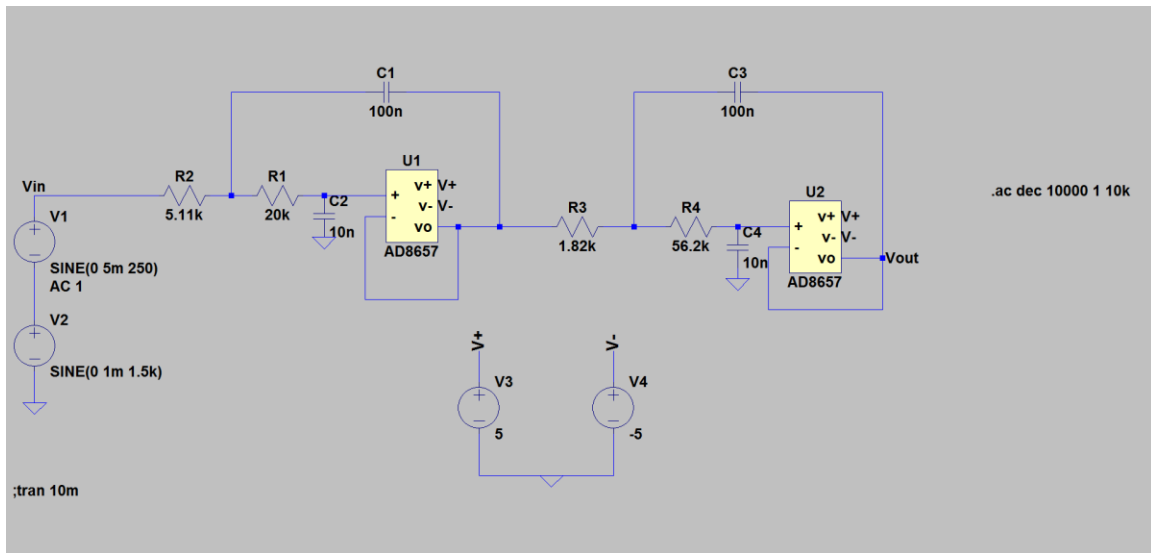 C1
100n
C3
100n
U1
U2
Vin
R2
5.11k
R1
20k
C2
10n
+
-
v+
v-
vo
V+
V-
AD8657
R3
1.82k
R4
56.2k
C4
10n
+
-
v+
v-
vo
V+
V-
AD8657
Vout
.ac dec 10000 1 10k
V1
+
−
SINE(0 5m 250)
AC 1
V2
+
−
SINE(0 1m 1.5k)
V+
V3
+
−
5
V-
V4
+
−
-5
;tran 10m